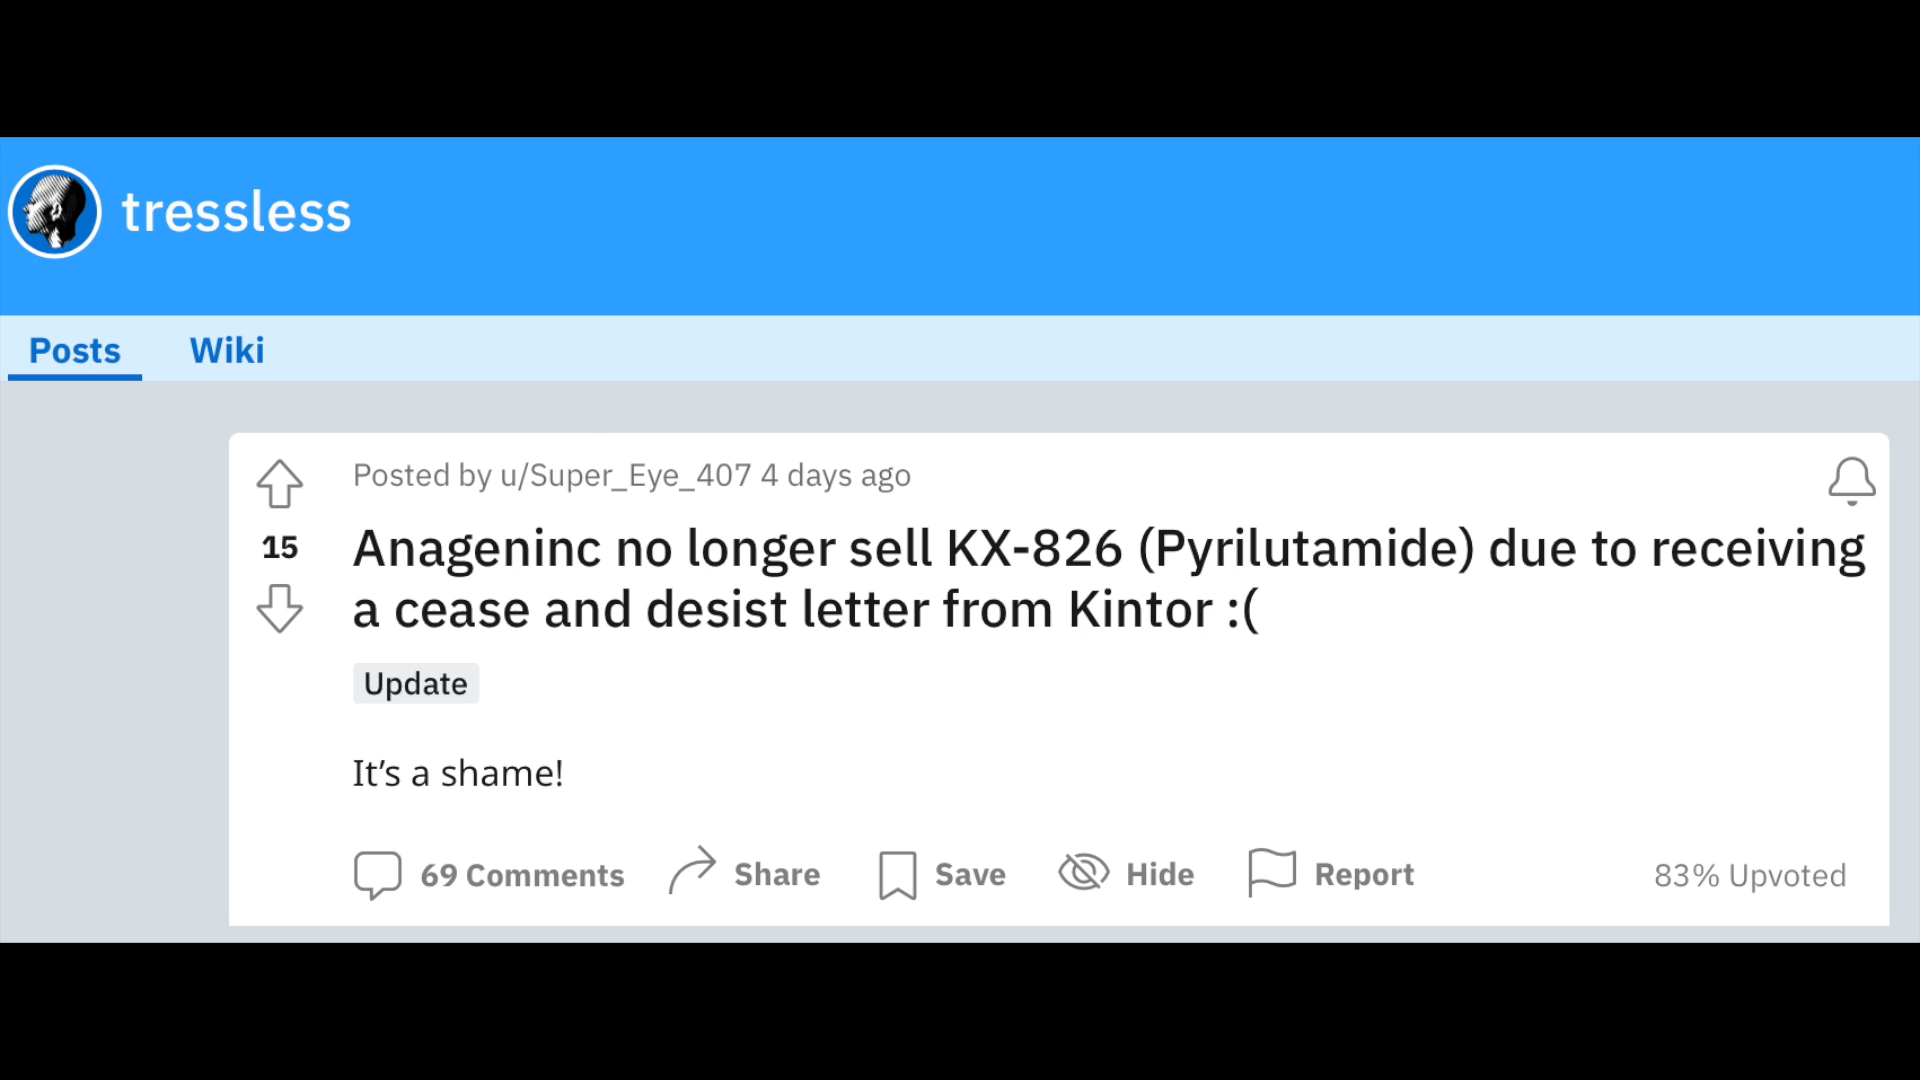 tressless
Posts Wiki
Posted by u/Super_Eye_407 4 days ago
15
Anageninc no longer sell KX-826 (Pyrilutamide) due to receiving
a cease and desist letter from Kintor :(
Update
It’s a shame!
69 Comments Share Save Hide Report 83% Upvoted